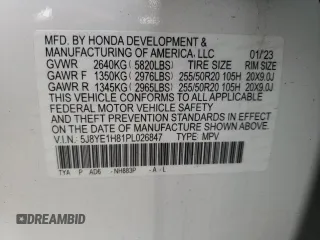 MFD. BY HONDA DEVELOPMENT &
MANUFACTURING OF AMERICA, LLC 01/23
GVWR 2640KG (5820LBS) TIRE SIZE RIM SIZE
GAWR F 1350KG (2976LBS) 255/50R20 105H 20X9.0J
GAWR R 1345KG (2965LBS) 255/50R20 105H 20X9.0J
THIS VEHICLE CONFORMS TO ALL APPLICABLE
FEDERAL MOTOR VEHICLE SAFETY AND
THEFT PREVENTION STANDARDS IN EFFECT ON THE
DATE OF MANUFACTURE SHOWN ABOVE.
V.I.N.: 5J8YE1H81PL026847 TYPE: MPV
TYA P AD6 -NH883P -A-L
AUTOBIDMASTER